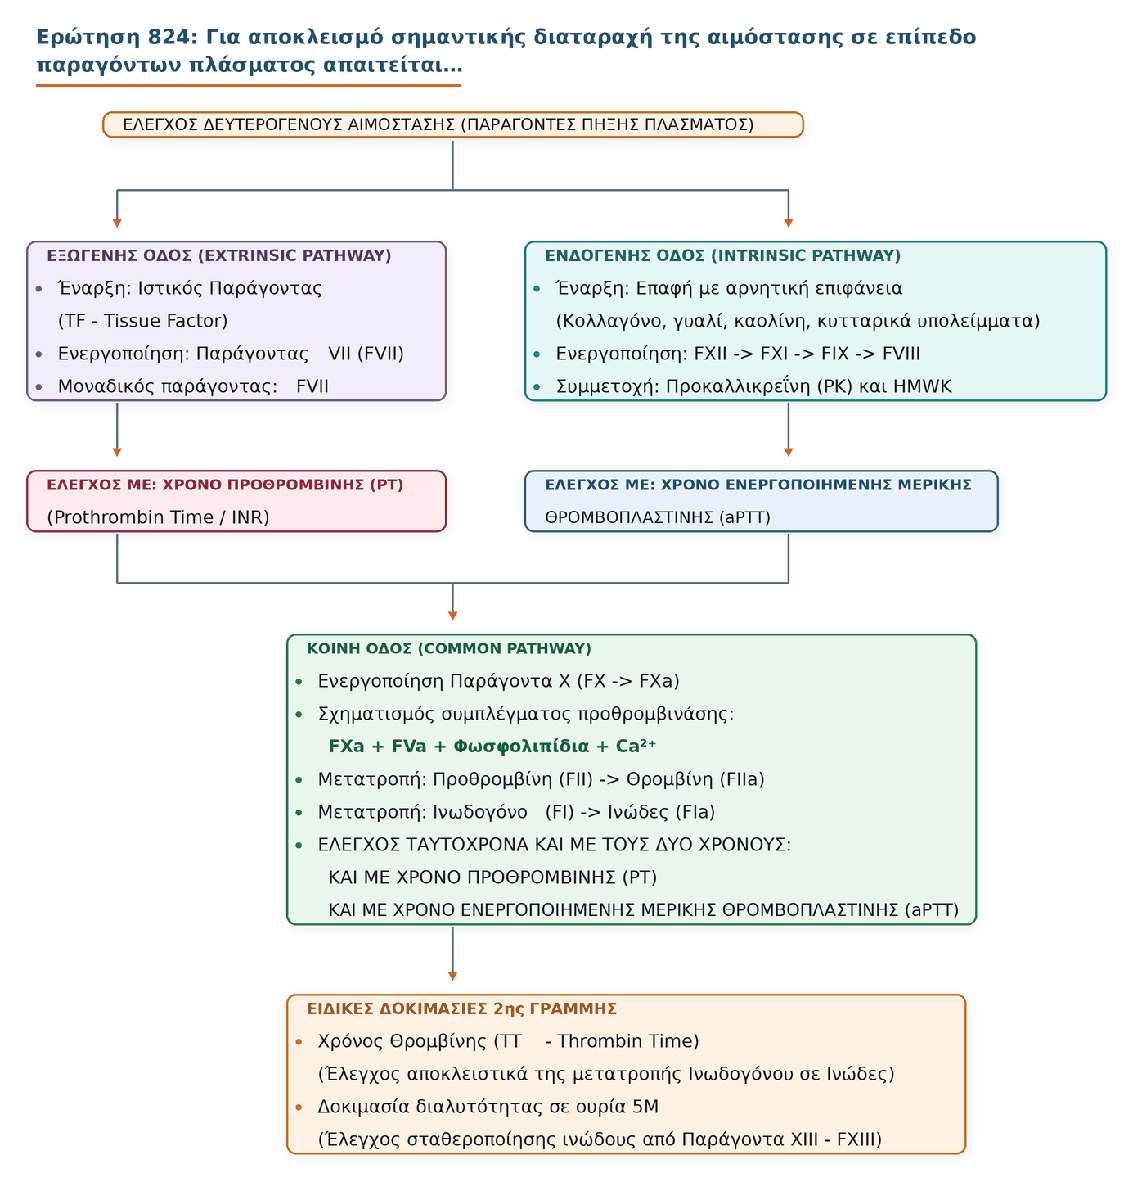 Ερώτηση 824: Για αποκλεισμό σημαντικής διαταραχή της αιμόστασης σε επίπεδο
παραγόντων πλάσματος απαιτείται...
ΕΛΕΓΧΟΣ ΔΕΥΤΕΡΟΓΕΝΟΥΣ ΑΙΜΟΣΤΑΣΗΣ (ΠΑΡΑΓΟΝΤΕΣ ΠΗΞΗΣ ΠΛΑΣΜΑΤΟΣ)
ΕΞΩΓΕΝΗΣ ΟΔΟΣ (EXTRINSIC PATHWAY)
• Έναρξη: Ιστικός Παράγοντας
(TF - Tissue Factor)
• Ενεργοποίηση: Παράγοντας VII (FVII)
• Μοναδικός παράγοντας: FVII
ΕΝΔΟΓΕΝΗΣ ΟΔΟΣ (INTRINSIC PATHWAY)
• Έναρξη: Επαφή με αρνητική επιφάνεια
(Κολλαγόνο, γυαλί, καολίνη, κυτταρικά υπολείμματα)
• Ενεργοποίηση: FXII -> FXI -> FIX -> FVIII
• Συμμετοχή: Προκαλλικρεΐνη (PK) και HMWK
ΕΛΕΓΧΟΣ ΜΕ: ΧΡΟΝΟ ΠΡΟΘΡΟΜΒΙΝΗΣ (PT)
(Prothrombin Time / INR)
ΕΛΕΓΧΟΣ ΜΕ: ΧΡΟΝΟ ΕΝΕΡΓΟΠΟΙΗΜΕΝΗΣ ΜΕΡΙΚΗΣ
ΘΡΟΜΒΟΠΛΑΣΤΙΝΗΣ (aPTT)
ΚΟΙΝΗ ΟΔΟΣ (COMMON PATHWAY)
• Ενεργοποίηση Παράγοντα Χ (FX -> FXa)
• Σχηματισμός συμπλέγματος προθρομβινάσης:
FXa + FVa + Φωσφολιπίδια + Ca²⁺
• Μετατροπή: Προθρομβίνη (FII) -> Θρομβίνη (FIIa)
• Μετατροπή: Ινωδογόνο (FI) -> Ινώδες (FIa)
• ΕΛΕΓΧΟΣ ΤΑΥΤΟΧΡΟΝΑ ΚΑΙ ΜΕ ΤΟΥΣ ΔΥΟ ΧΡΟΝΟΥΣ:
ΚΑΙ ΜΕ ΧΡΟΝΟ ΠΡΟΘΡΟΜΒΙΝΗΣ (PT)
ΚΑΙ ΜΕ ΧΡΟΝΟ ΕΝΕΡΓΟΠΟΙΗΜΕΝΗΣ ΜΕΡΙΚΗΣ ΘΡΟΜΒΟΠΛΑΣΤΙΝΗΣ (aPTT)
ΕΙΔΙΚΕΣ ΔΟΚΙΜΑΣΙΕΣ 2ης ΓΡΑΜΜΗΣ
• Χρόνος Θρομβίνης (TT - Thrombin Time)
(Έλεγχος αποκλειστικά της μετατροπής Ινωδογόνου σε Ινώδες)
• Δοκιμασία διαλυτότητας σε ουρία 5M
(Έλεγχος σταθεροποίησης ινώδους από Παράγοντα XIII - FXIII)